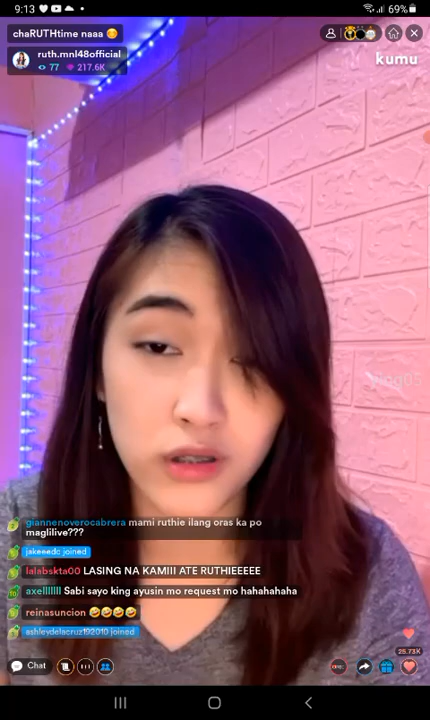 9:13
69%
chaRUTHtime naaa
ruth.mnl48official
77 217.6K
kumu
giannenoverocabrera mami ruthie ilang oras ka po
maglilive???
jakeeedc joined
lalabskta00 LASING NA KAMIII ATE RUTHIEEEEE
axelllllll Sabi sayo king ayusin mo request mo hahahahaha
reinasuncion
ashleydelacruz192010 joined
25.73K
Chat